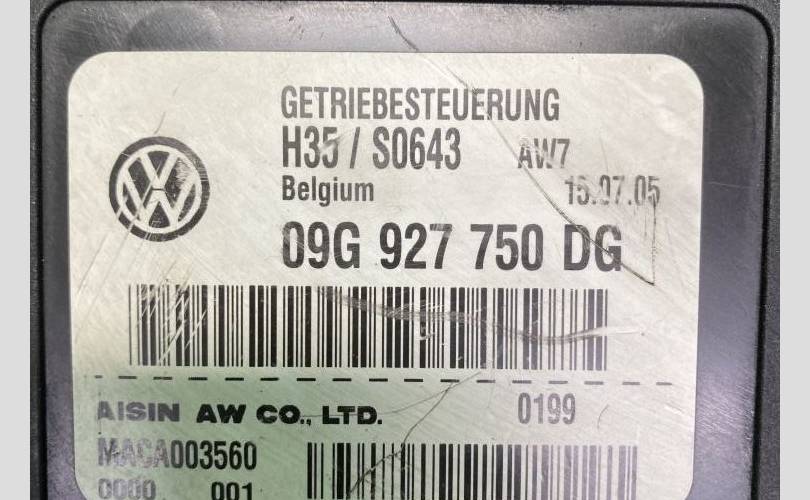 GETRIEBESTEUERUNG
H35 / S0643 AW7
Belgium 15.07.05
09G 927 750 DG
AISIN AW CO., LTD. 0199
MACA003560
0000 001